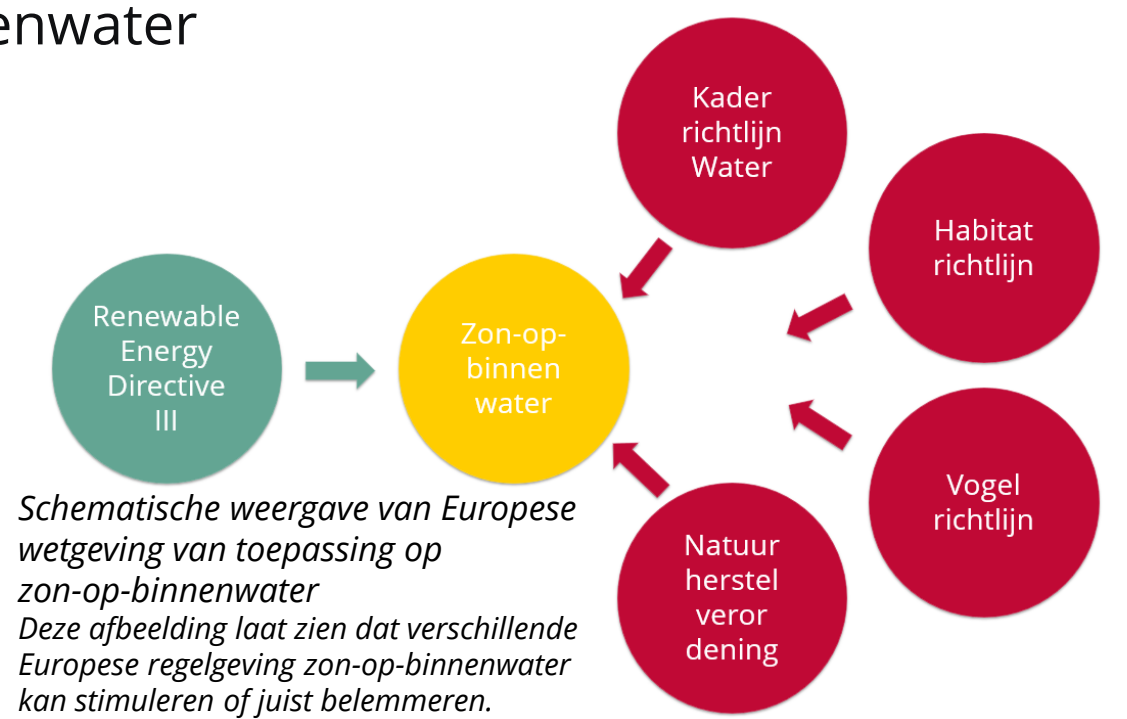 enwater
Kader
richtlijn
Water
Habitat
richtlijn
Renewable
Energy
Directive
III
Zon-op-
binnen
water
Vogel
richtlijn
Natuur
herstel
veror
dening
Schematische weergave van Europese
wetgeving van toepassing op
zon-op-binnenwater
Deze afbeelding laat zien dat verschillende
Europese regelgeving zon-op-binnenwater
kan stimuleren of juist belemmeren.